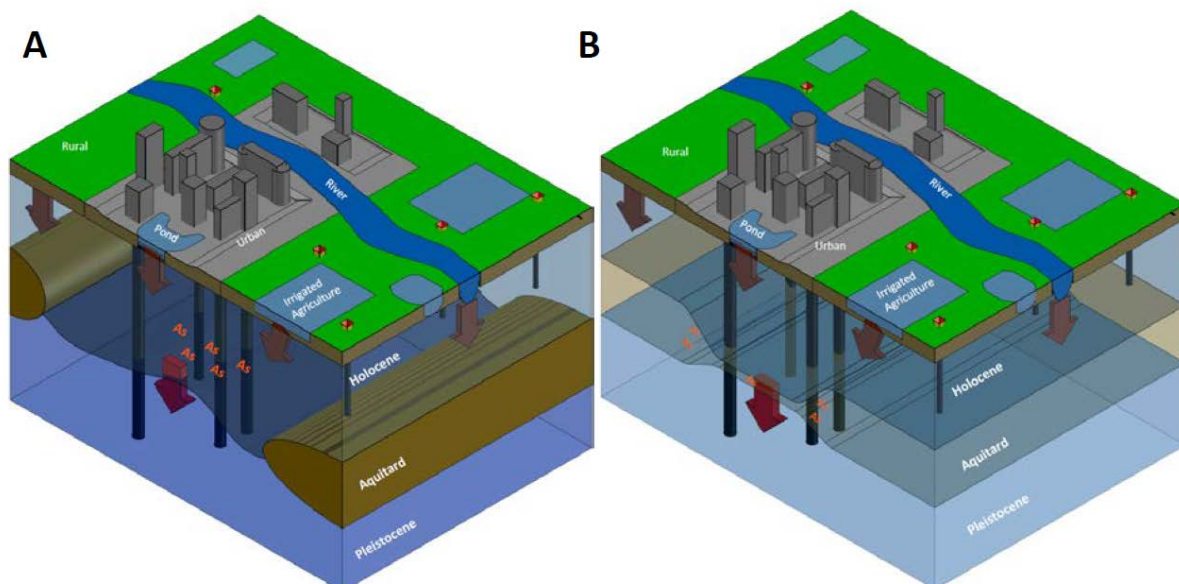 A
Rural
River
Pond
Urban
Irrigated
Agriculture
As
As
As
As
As
As
Holocene
Aquitard
Pleistocene
B
Rural
River
Pond
Urban
Irrigated
Agriculture
Holocene
Aquitard
Pleistocene